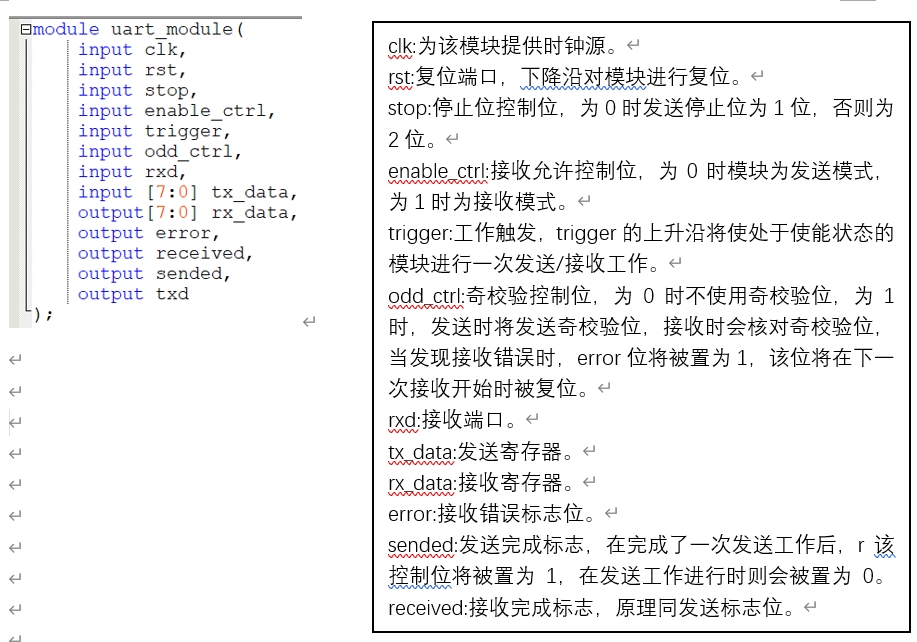 module uart_module(
input clk,
input rst,
input stop,
input enable_ctrl,
input trigger,
input odd_ctrl,
input rxd,
input [7:0] tx_data,
output[7:0] rx_data,
output error,
output received,
output sended,
output txd
);
clk:为该模块提供时钟源。
rst:复位端口，下降沿对模块进行复位。
stop:停止位控制位，为 0 时发送停止位为 1 位，否则为
2 位。
enable_ctrl:接收允许控制位，为 0 时模块为发送模式，
为 1 时为接收模式。
trigger:工作触发，trigger 的上升沿将使处于使能状态的
模块进行一次发送/接收工作。
odd_ctrl:奇校验控制位，为 0 时不使用奇校验位，为 1
时，发送时将发送奇校验位，接收时会核对奇校验位，
当发现接收错误时，error 位将被置为 1，该位将在下一
次接收开始时被复位。
rxd:接收端口。
tx_data:发送寄存器。
rx_data:接收寄存器。
error:接收错误标志位。
sended:发送完成标志，在完成了一次发送工作后，r 该
控制位将被置为 1，在发送工作进行时则会被置为 0。
received:接收完成标志，原理同发送标志位。